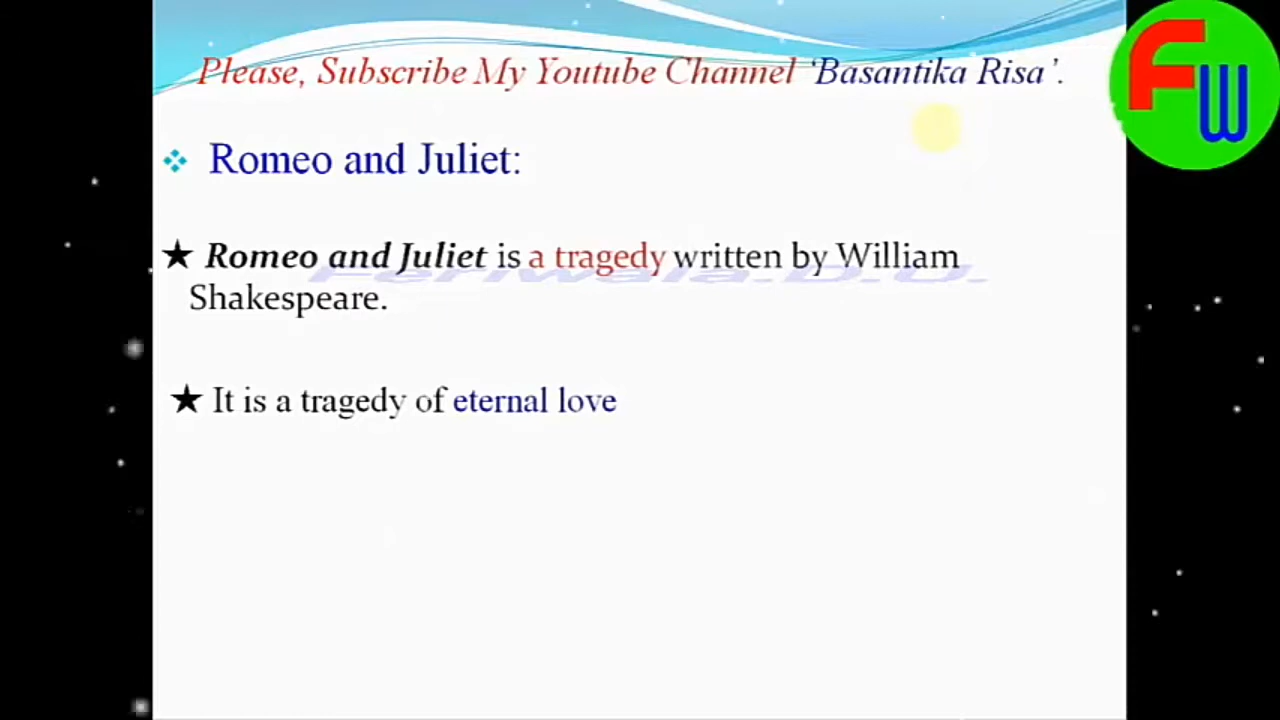 Please, Subscribe My Youtube Channel ‘Basantika Risa’.
FW
Romeo and Juliet:
★ Romeo and Juliet is a tragedy written by William
Feriwala.D.U.
Shakespeare.
★ It is a tragedy of eternal love